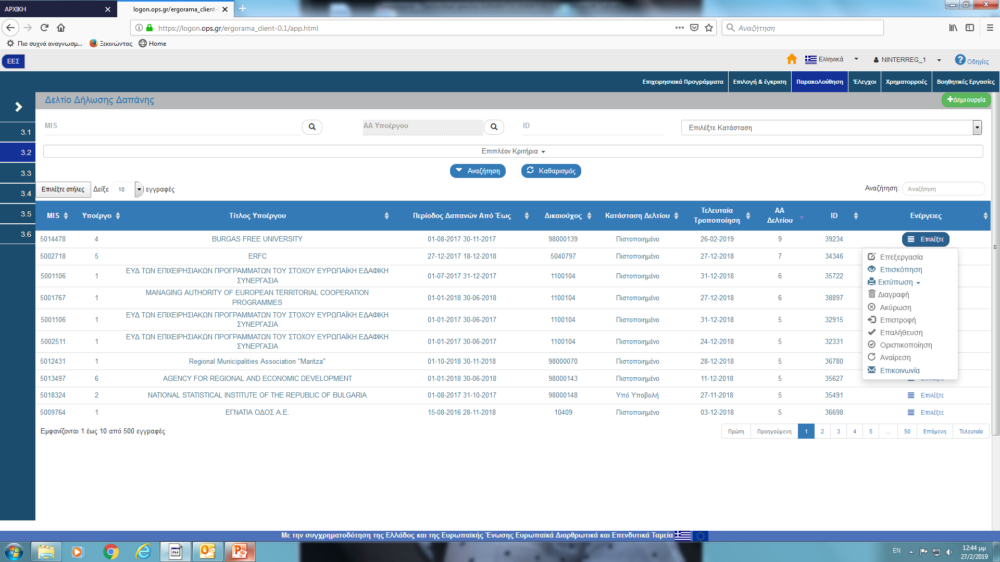 ΑΡΧΙΚΗ
logon.ops.gr/ergorama_client-0
https://logon.ops.gr/ergorama_client-0.1/app.html
Αναζήτηση
Πιο συχνά αναγνωσμ... Ξεκινώντας Home
ΕΕΣ
Ελληνικά NINTERREG_1 Οδηγίες
Επιχειρησιακά Προγράμματα Επιλογή & έγκριση Παρακολούθηση Έλεγχοι Χρηματορροές Βοηθητικές Εργασίες
Δελτίο Δήλωσης Δαπάνης
Δημιουργία
3.1
3.2
3.3
3.4
3.5
3.6
MIS ΑΑ Υποέργου ID Επιλέξτε Κατάσταση
Επιπλέον Κριτήρια
Αναζήτηση Καθαρισμός
Επιλέξτε στήλες Δείξε 10 εγγραφές Αναζήτηση: Αναζήτηση
MIS Υποέργο Τίτλος Υποέργου Περίοδος Δαπανών Από Έως Δικαιούχος Κατάσταση Δελτίου Τελευταία Τροποποίηση ΑΑ Δελτίου ID Ενέργειες
5014478 4 BURGAS FREE UNIVERSITY 01-08-2017 30-11-2017 98000139 Πιστοποιημένο 26-02-2019 9 39234 Επιλέξτε
5002718 5 ERFC 27-12-2017 18-12-2018 5040797 Πιστοποιημένο 27-12-2018 7 34346
5001106 1 ΕΥΔ ΤΩΝ ΕΠΙΧΕΙΡΗΣΙΑΚΩΝ ΠΡΟΓΡΑΜΜΑΤΩΝ ΤΟΥ ΣΤΟΧΟΥ ΕΥΡΩΠΑΪΚΗ ΕΔΑΦΙΚΗ ΣΥΝΕΡΓΑΣΙΑ 01-07-2017 31-12-2017 1100104 Πιστοποιημένο 31-12-2018 6 35722
5001767 1 MANAGING AUTHORITY OF EUROPEAN TERRITORIAL COOPERATION PROGRAMMES 01-01-2018 30-06-2018 1100104 Πιστοποιημένο 27-12-2018 6 38897
5001106 1 ΕΥΔ ΤΩΝ ΕΠΙΧΕΙΡΗΣΙΑΚΩΝ ΠΡΟΓΡΑΜΜΑΤΩΝ ΤΟΥ ΣΤΟΧΟΥ ΕΥΡΩΠΑΪΚΗ ΕΔΑΦΙΚΗ ΣΥΝΕΡΓΑΣΙΑ 01-01-2017 30-06-2017 1100104 Πιστοποιημένο 31-12-2018 5 32915
5002511 1 ΕΥΔ ΤΩΝ ΕΠΙΧΕΙΡΗΣΙΑΚΩΝ ΠΡΟΓΡΑΜΜΑΤΩΝ ΤΟΥ ΣΤΟΧΟΥ ΕΥΡΩΠΑΪΚΗ ΕΔΑΦΙΚΗ ΣΥΝΕΡΓΑΣΙΑ 01-01-2017 30-06-2017 1100104 Πιστοποιημένο 24-12-2018 5 32331
5012431 1 Regional Municipalities Association "Maritza" 01-10-2018 30-11-2018 98000070 Πιστοποιημένο 28-12-2018 5 36780
5013497 6 AGENCY FOR REGIONAL AND ECONOMIC DEVELOPMENT 01-01-2018 30-06-2018 98000143 Πιστοποιημένο 11-12-2018 5 35627 Επιλέξτε
5018324 2 NATIONAL STATISTICAL INSTITUTE OF THE REPUBLIC OF BULGARIA 01-08-2017 31-10-2017 98000148 Υπό Υποβολή 27-11-2018 5 35491 Επιλέξτε
5009764 1 ΕΓΝΑΤΙΑ ΟΔΟΣ Α.Ε. 15-08-2016 28-11-2018 10409 Πιστοποιημένο 03-12-2018 5 36698 Επιλέξτε
Επεξεργασία
Επισκόπηση
Εκτύπωση
Διαγραφή
Ακύρωση
Επιστροφή
Επαλήθευση
Οριστικοποίηση
Αναίρεση
Επικοινωνία
Εμφανίζονται 1 έως 10 από 500 εγγραφές
Πρώτη Προηγούμενη 1 2 3 4 5 ... 50 Επόμενη Τελευταία
Με την συγχρηματοδότηση της Ελλάδος και της Ευρωπαϊκής Ένωσης Ευρωπαϊκά Διαρθρωτικά και Επενδυτικά Ταμεία
EN 12:44 μμ
27/2/2019